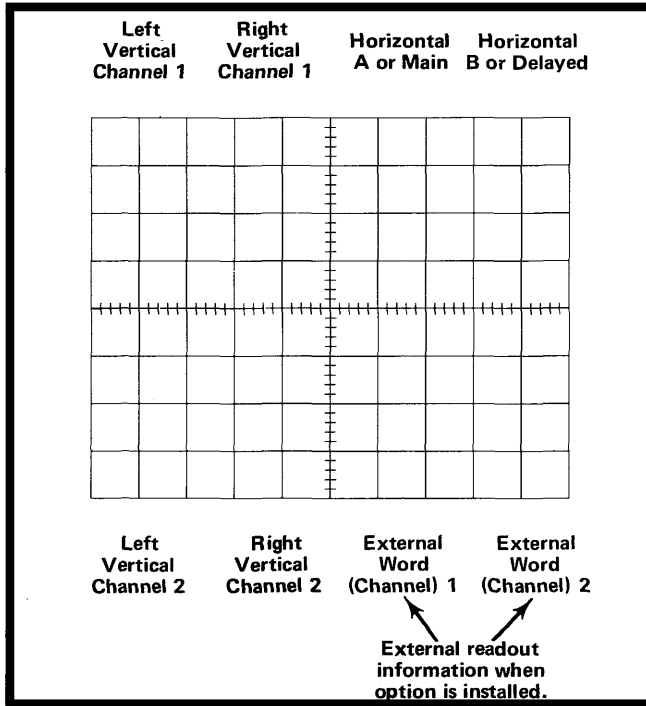 Left
Vertical
Channel 1
Right
Vertical
Channel 1
Horizontal
A or Main
Horizontal
B or Delayed
Left
Vertical
Channel 2
Right
Vertical
Channel 2
External
Word
(Channel) 1
External
Word
(Channel) 2
External readout
information when
option is installed.